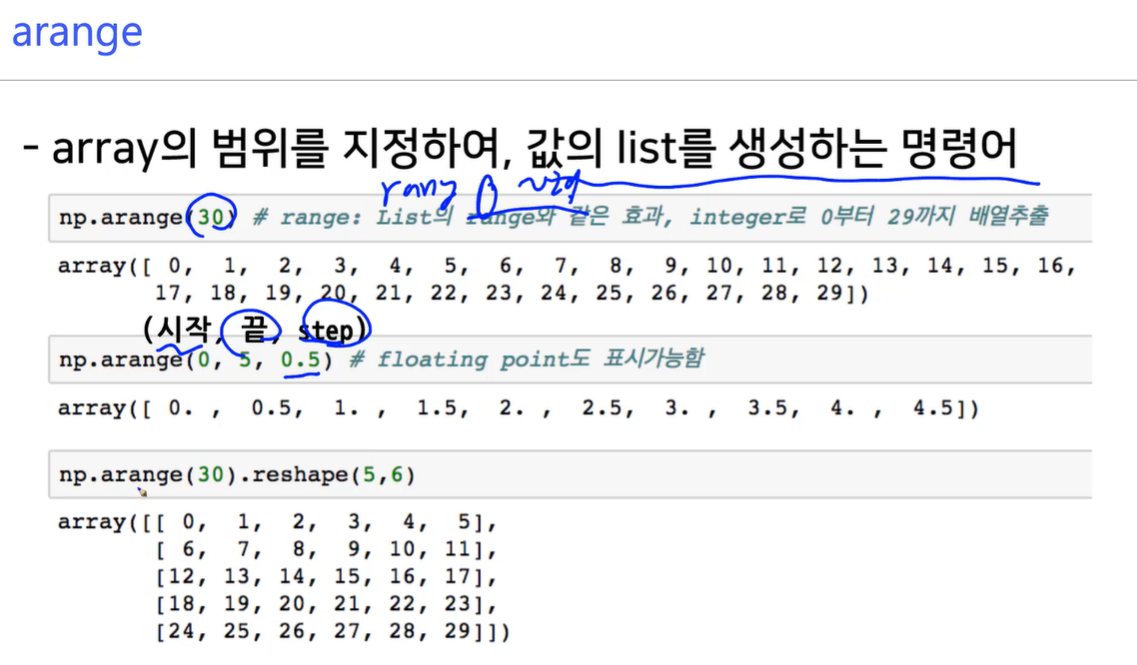 arange
- array의 범위를 지정하여, 값의 list를 생성하는 명령어
rang
np.arange(30) # range: List의 range와 같은 효과, integer로 0부터 29까지 배열추출
array([ 0, 1, 2, 3, 4, 5, 6, 7, 8, 9, 10, 11, 12, 13, 14, 15, 16,
17, 18, 19, 20, 21, 22, 23, 24, 25, 26, 27, 28, 29])
(시작, 끝, step)
np.arange(0, 5, 0.5) # floating point도 표시가능함
array([ 0. , 0.5, 1. , 1.5, 2. , 2.5, 3. , 3.5, 4. , 4.5])
np.arange(30).reshape(5,6)
array([[ 0, 1, 2, 3, 4, 5],
[ 6, 7, 8, 9, 10, 11],
[12, 13, 14, 15, 16, 17],
[18, 19, 20, 21, 22, 23],
[24, 25, 26, 27, 28, 29]])